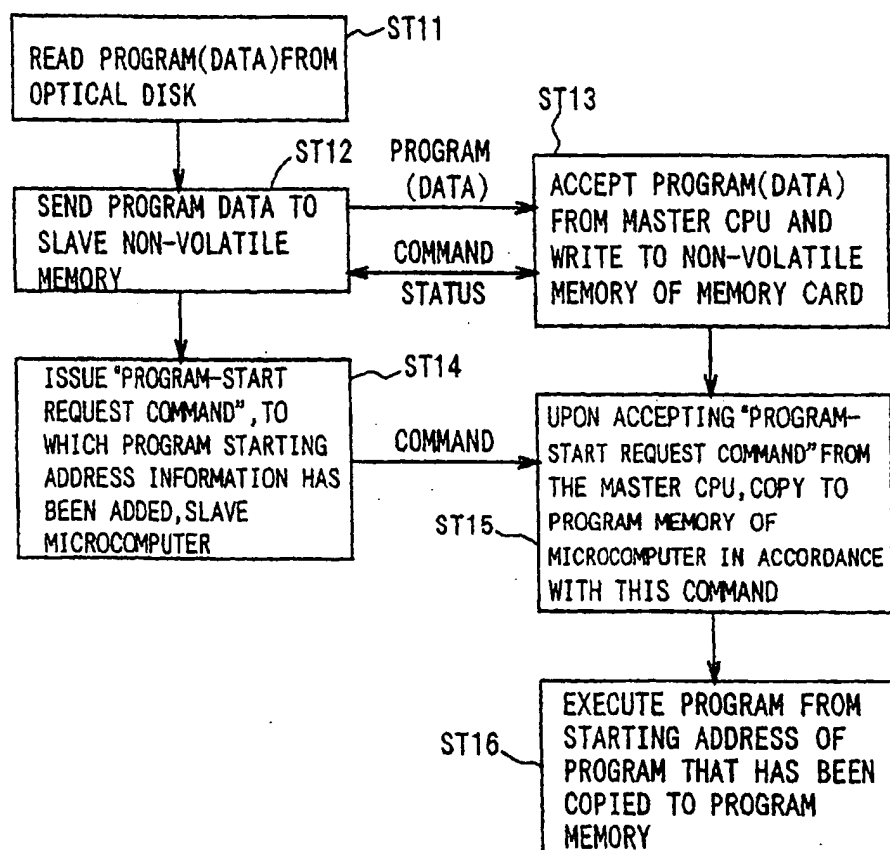 ST11
READ PROGRAM(DATA)FROM
OPTICAL DISK
ST12
SEND PROGRAM DATA TO
SLAVE NON-VOLATILE
MEMORY
PROGRAM
(DATA)
COMMAND
STATUS
ST13
ACCEPT PROGRAM(DATA)
FROM MASTER CPU AND
WRITE TO NON-VOLATILE
MEMORY OF MEMORY CARD
ST14
ISSUE "PROGRAM-START
REQUEST COMMAND", TO
WHICH PROGRAM STARTING
ADDRESS INFORMATION HAS
BEEN ADDED, SLAVE
MICROCOMPUTER
COMMAND
ST15
UPON ACCEPTING "PROGRAM-
START REQUEST COMMAND" FROM
THE MASTER CPU, COPY TO
PROGRAM MEMORY OF
MICROCOMPUTER IN ACCORDANCE
WITH THIS COMMAND
ST16
EXECUTE PROGRAM FROM
STARTING ADDRESS OF
PROGRAM THAT HAS BEEN
COPIED TO PROGRAM
MEMORY